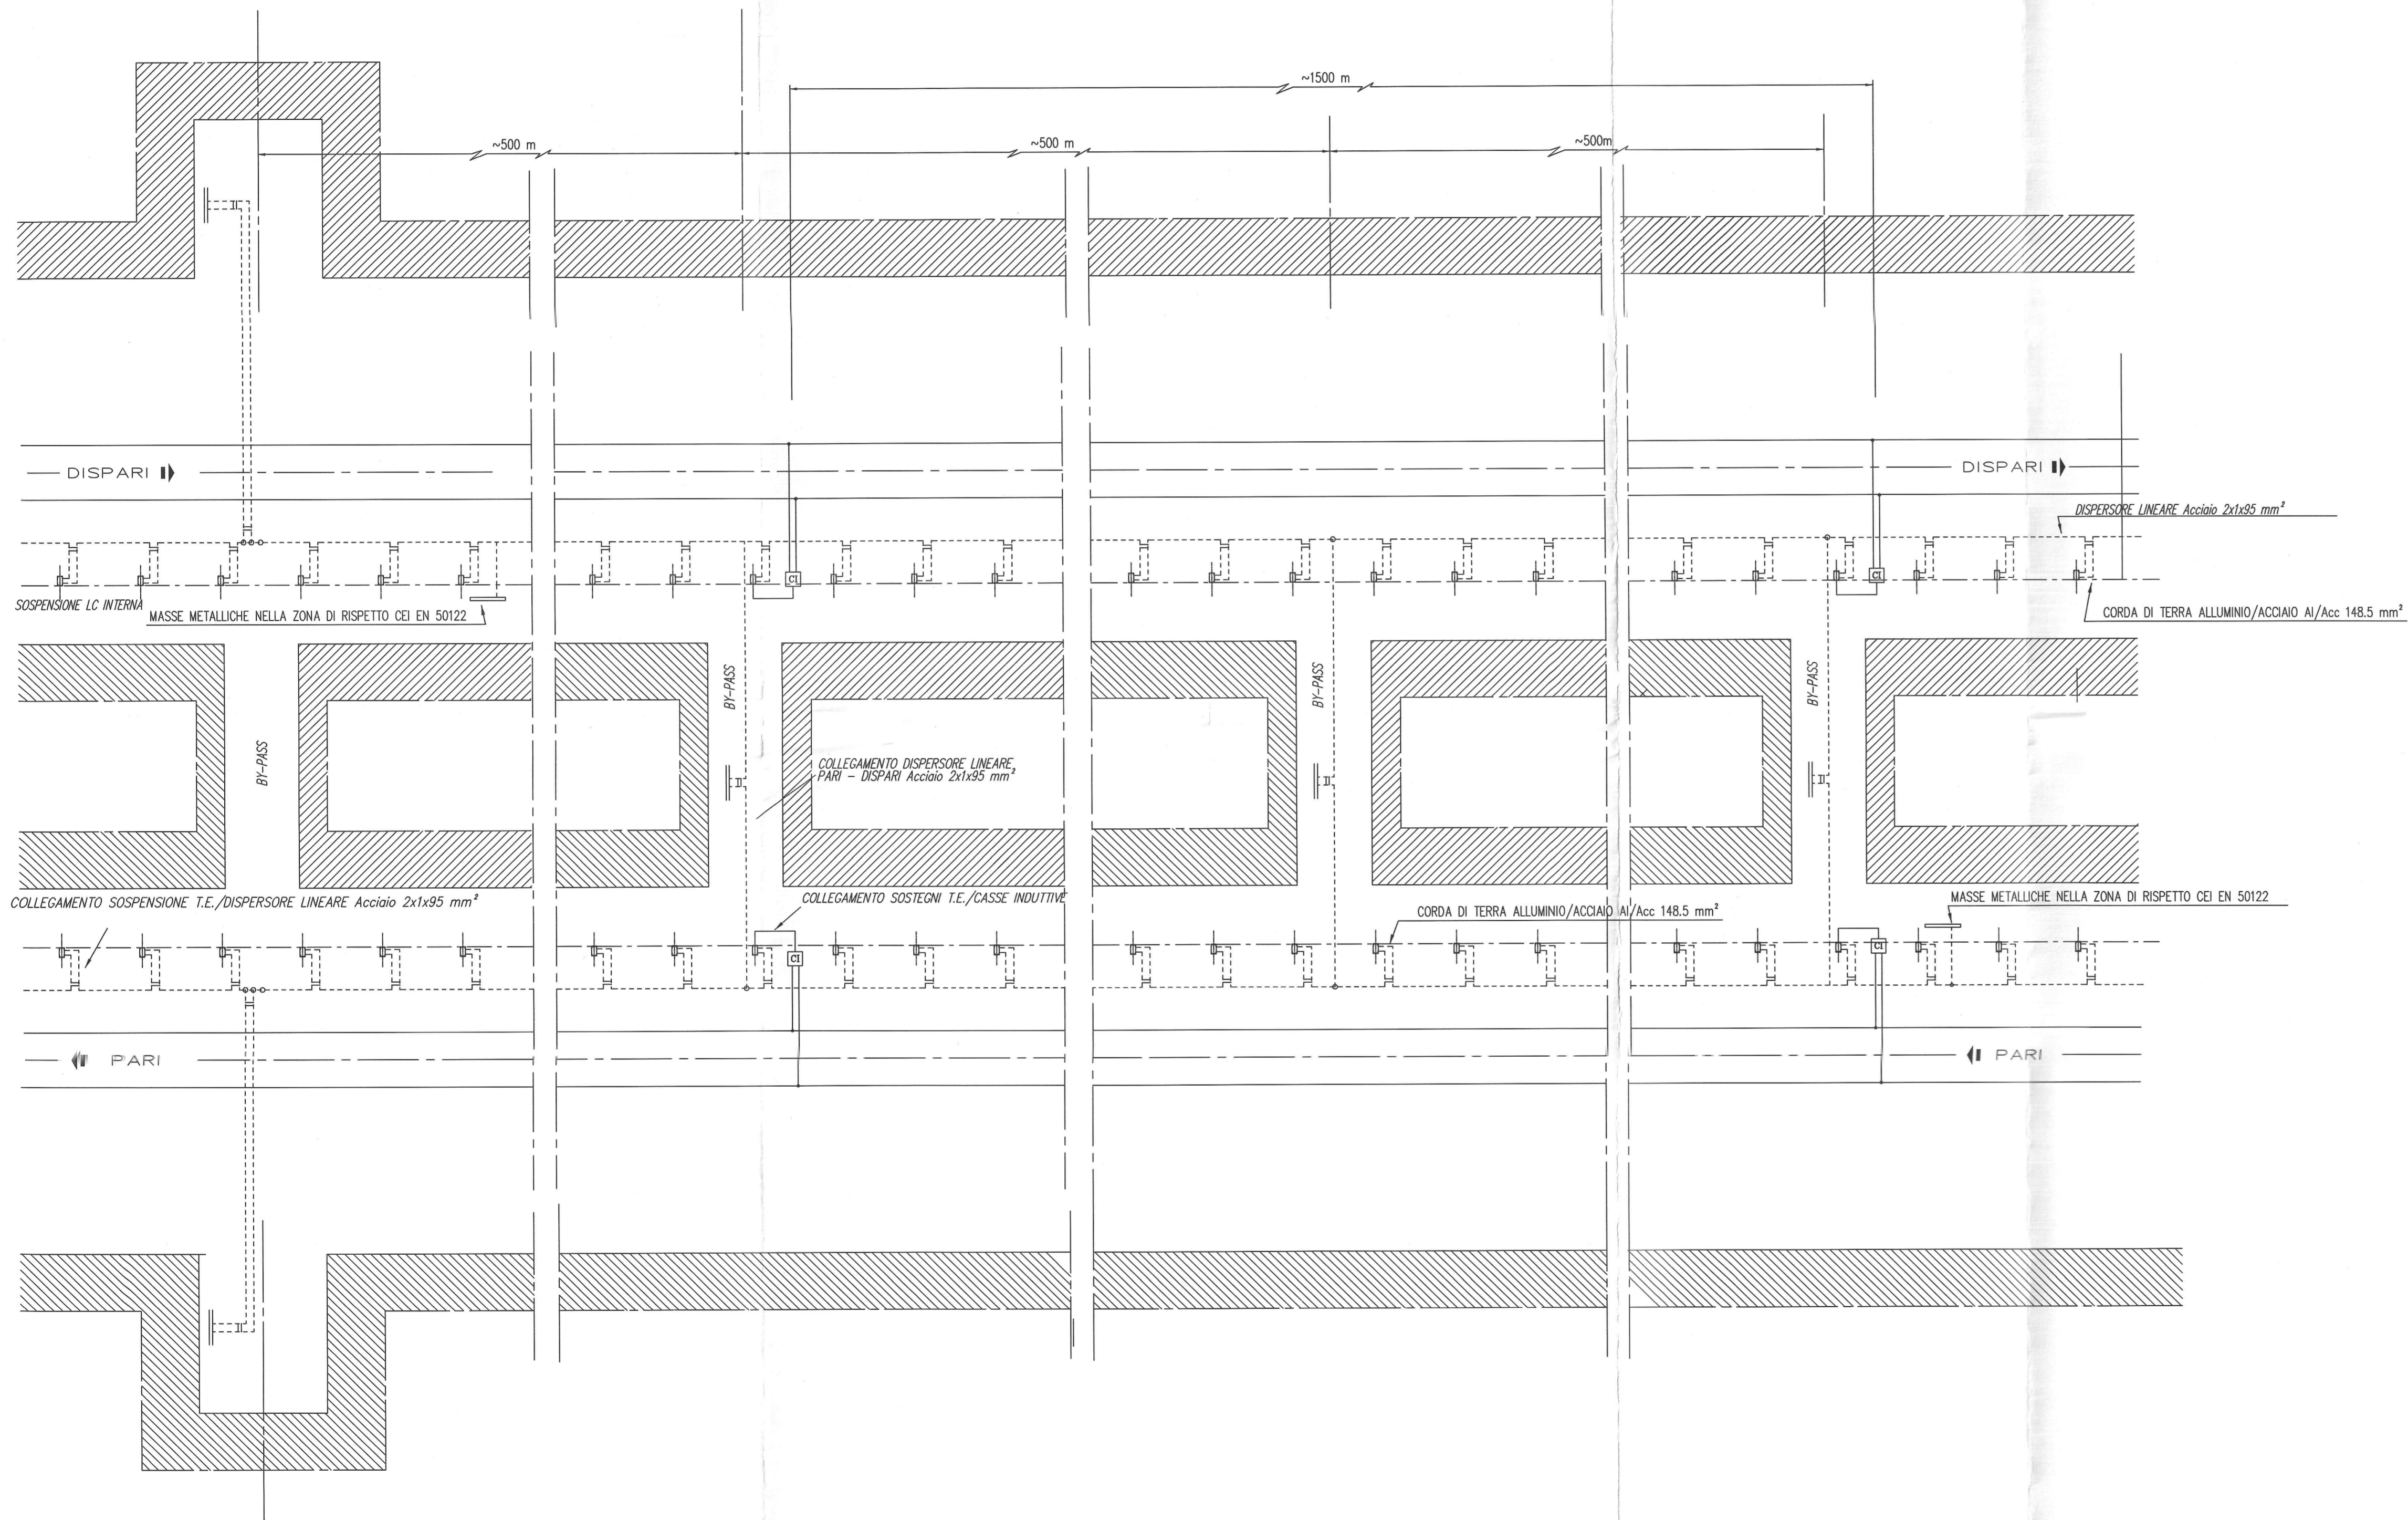 ~1500 m
~500 m
~500 m
~500m
DISPARI
DISPARI
DISPERSORE LINEARE Acciaio 2x1x95 mm²
CI
CI
SOSPENSIONE LC INTERNA
MASSE METALLICHE NELLA ZONA DI RISPETTO CEI EN 50122
CORDA DI TERRA ALLUMINIO/ACCIAIO Al/Acc 148.5 mm²
BY-PASS
BY-PASS
BY-PASS
BY-PASS
COLLEGAMENTO DISPERSORE LINEARE
PARI - DISPARI Acciaio 2x1x95 mm²
COLLEGAMENTO SOSPENSIONE T.E./DISPERSORE LINEARE Acciaio 2x1x95 mm²
COLLEGAMENTO SOSTEGNI T.E./CASSE INDUTTIVE
CORDA DI TERRA ALLUMINIO/ACCIAIO Al/Acc 148.5 mm²
MASSE METALLICHE NELLA ZONA DI RISPETTO CEI EN 50122
CI
CI
PARI
PARI